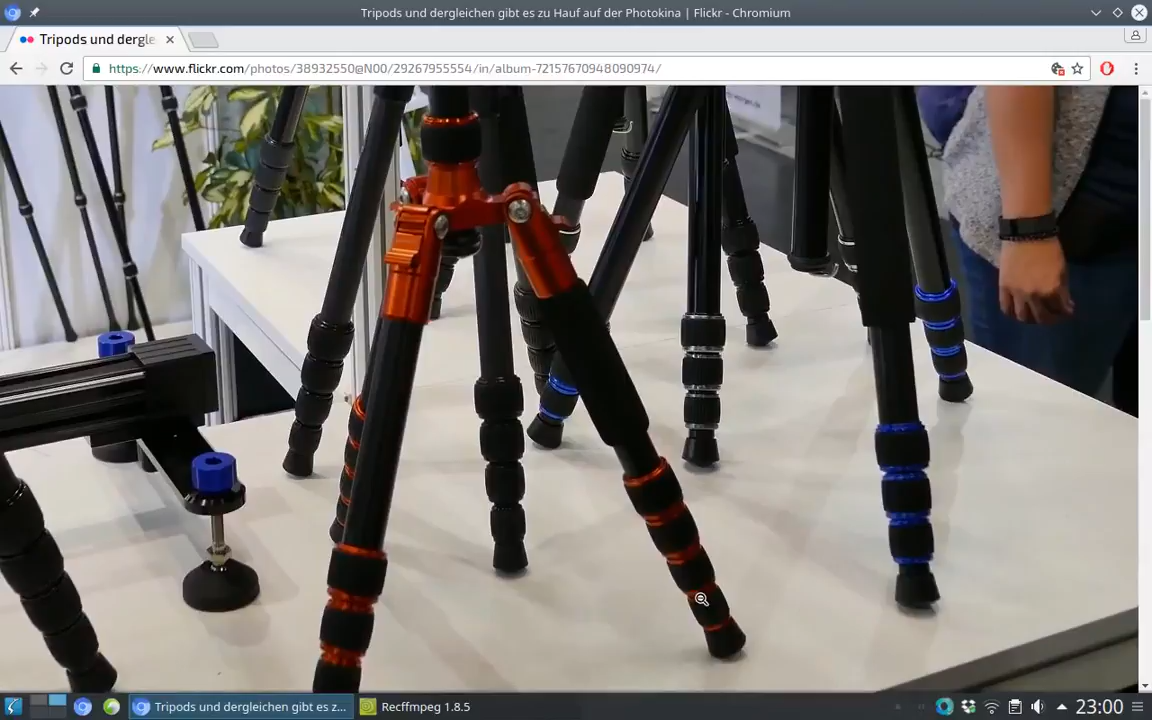 Tripods und dergleichen gibt es zu Hauf auf der Photokina | Flickr - Chromium
Tripods und dergle
https://www.flickr.com/photos/38932550@N00/29267955554/in/album-72157670948090974/
Tripods und dergleichen gibt es z...
Recffmpeg 1.8.5
23:00